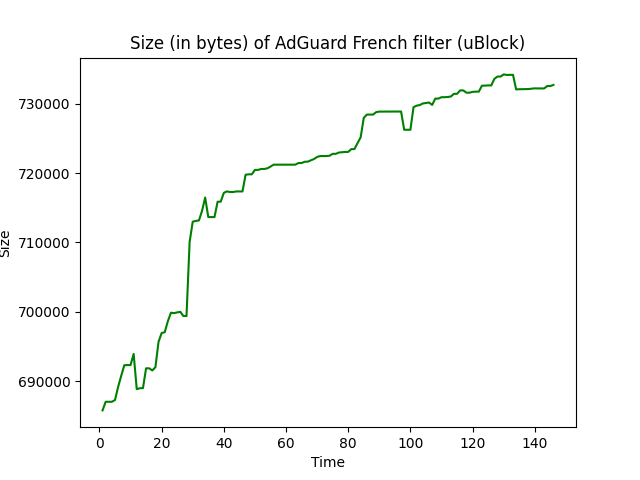 Size (in bytes) of AdGuard French filter (uBlock)
730000
720000
710000
700000
690000
Size
0 20 40 60 80 100 120 140
Time